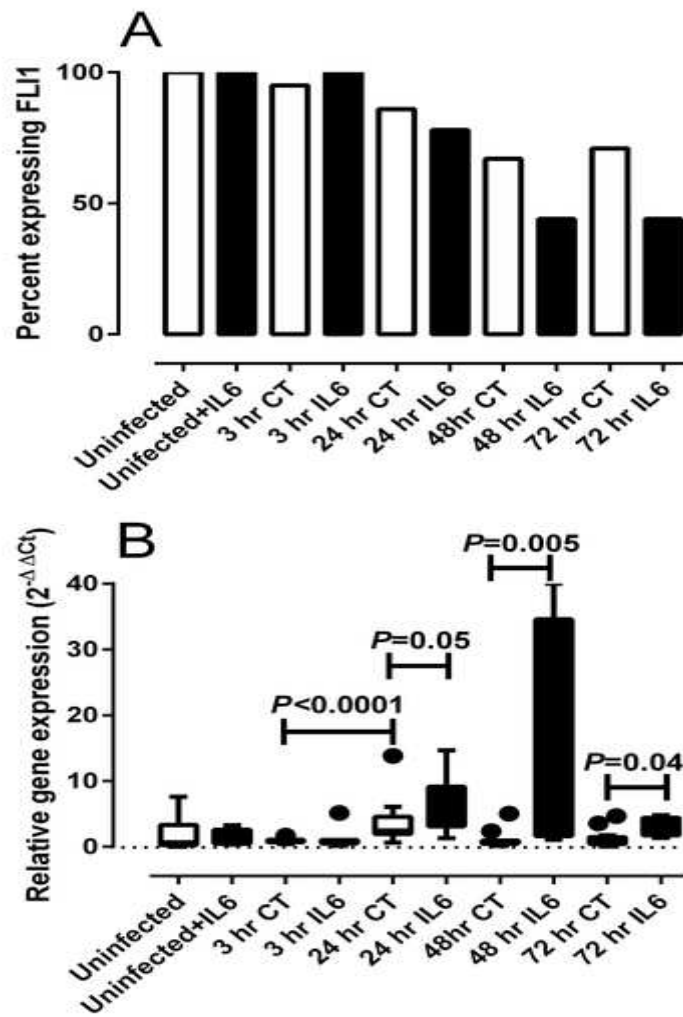 A
Percent expressing FLI1
100
50
0
Uninfected
Unifected+IL6
3 hr CT
3 hr IL6
24 hr CT
24 hr IL6
48hr CT
48 hr IL6
72 hr CT
72 hr IL6
B
Relative gene expression (2^-ΔΔCt)
40
30
20
10
0
P=0.005
P=0.05
P<0.0001
P=0.04
Uninfected
Uninfected+IL6
3 hr CT
3 hr IL6
24 hr CT
24 hr IL6
48hr CT
48 hr IL6
72 hr CT
72 hr IL6